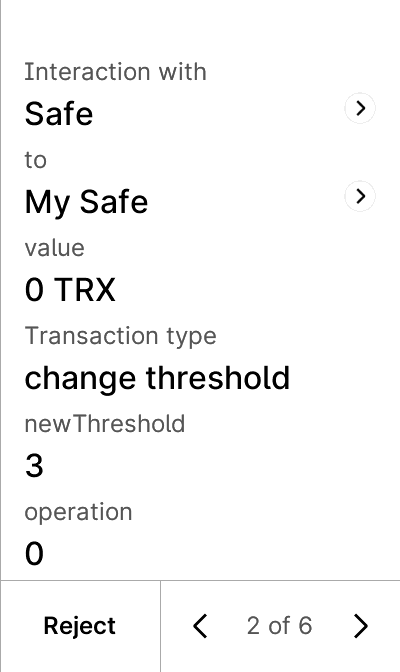 Interaction with
Safe
to
My Safe
value
0 TRX
Transaction type
change threshold
newThreshold
3
operation
0
Reject
2 of 6